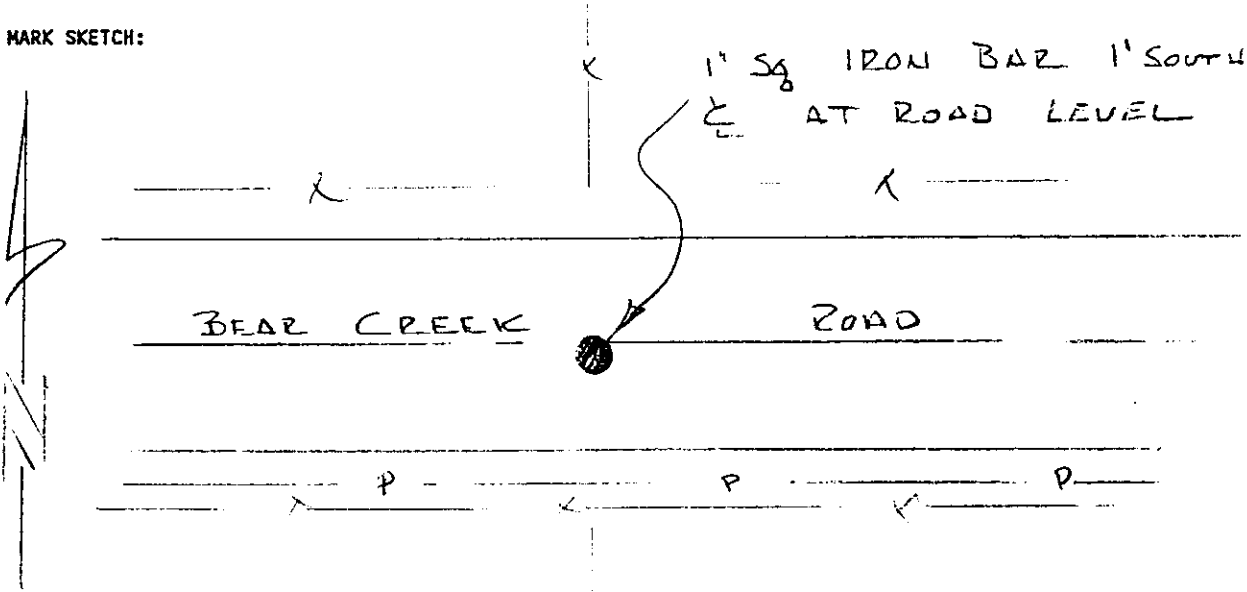 MARK SKETCH:
1" Sq IRON BAR 1' SOUTH
℄ AT ROAD LEVEL
X
X X
BEAR CREEK ROAD
N
P P P
X X X